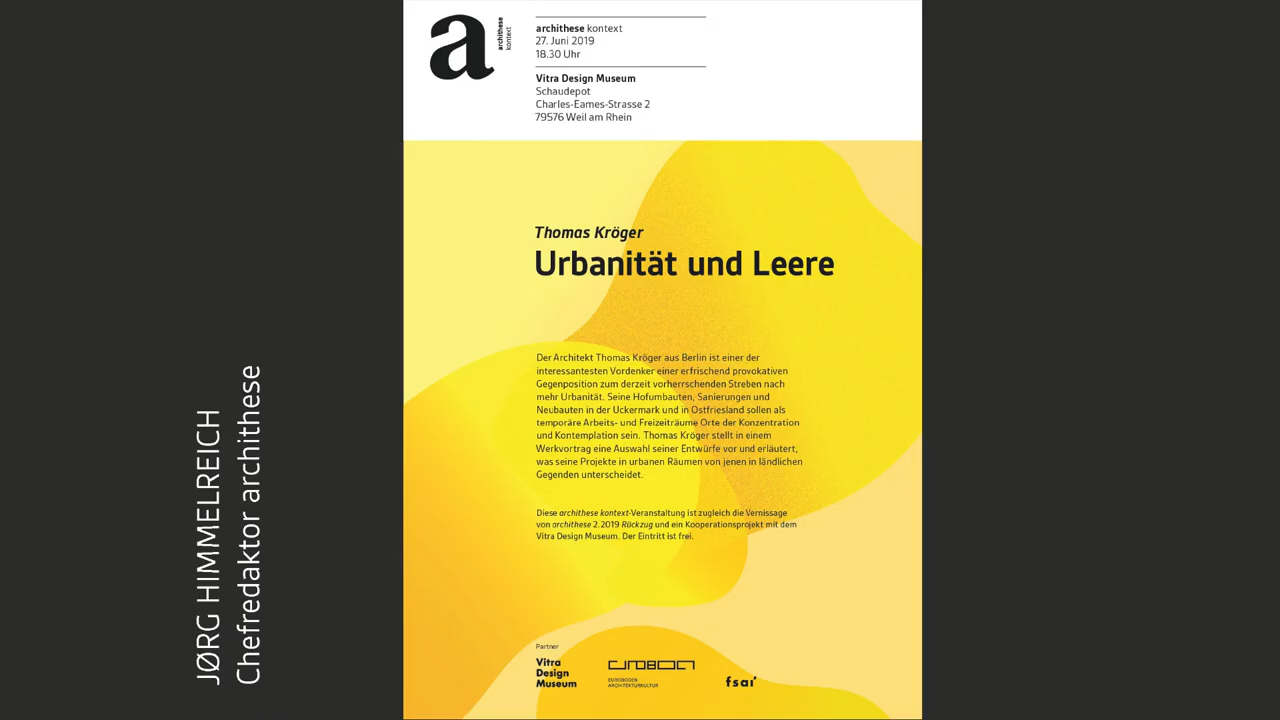 a
archithese
kontext
archithese kontext
27. Juni 2019
18.30 Uhr
Vitra Design Museum
Schaudepot
Charles-Eames-Strasse 2
79576 Weil am Rhein
Thomas Kröger
Urbanität und Leere
Der Architekt Thomas Kröger aus Berlin ist einer der
interessantesten Vordenker einer erfrischend provokativen
Gegenposition zum derzeit vorherrschenden Streben nach
mehr Urbanität. Seine Hofumbauten, Sanierungen und
Neubauten in der Uckermark und in Ostfriesland sollen als
temporäre Arbeits- und Freizeiträume Orte der Konzentration
und Kontemplation sein. Thomas Kröger stellt in einem
Werkvortrag eine Auswahl seiner Entwürfe vor und erläutert,
was seine Projekte in urbanen Räumen von jenen in ländlichen
Gegenden unterscheidet.
Diese archithese kontext-Veranstaltung ist zugleich die Vernissage
von archithese 2.2019 Rückzug und ein Kooperationsprojekt mit dem
Vitra Design Museum. Der Eintritt ist frei.
Partner
Vitra
Design
Museum
EUROBODEN
ARCHITEKTURKULTUR
fsai
JØRG HIMMELREICH
Chefredaktor archithese